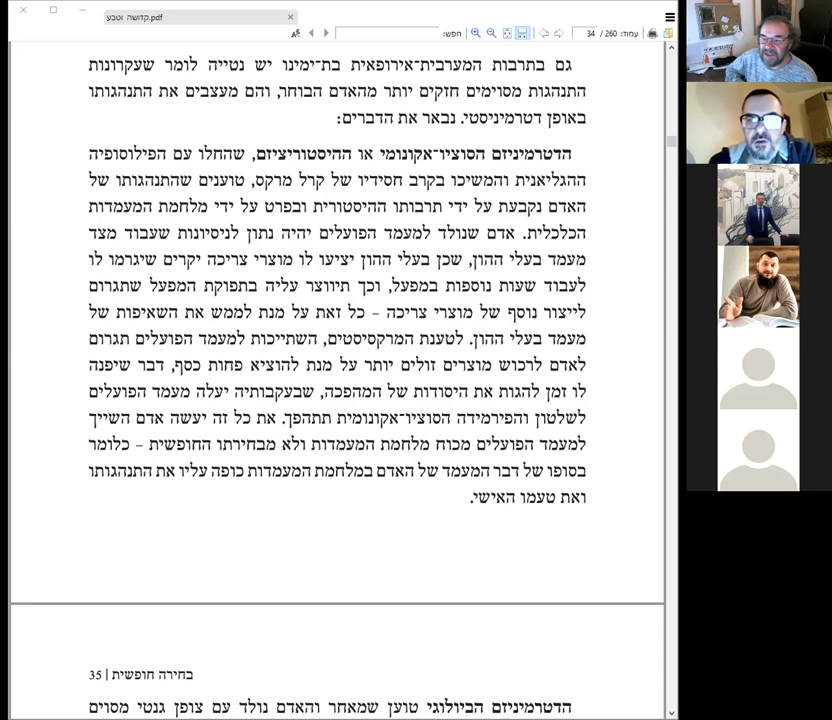 קדושה וטבע.pdf
עמוד: 34 / 260
חפש:
גם בתרבות המערבית־אירופאית בת־ימינו יש נטייה לומר שעקרונות
התנהגות מסוימים חזקים יותר מהאדם הבוחר, והם מעצבים את התנהגותו
באופן דטרמיניסטי. נבאר את הדברים:
הדטרמיניזם הסוציו־אקונומי או ההיסטוריציזם, שהחלו עם הפילוסופיה
ההגליאנית והמשיכו בקרב חסידיו של קרל מרקס, טוענים שהתנהגותו של
האדם נקבעת על ידי תרבותו ההיסטורית ובפרט על ידי מלחמת המעמדות
הכלכלית. אדם שנולד למעמד הפועלים יהיה נתון לניסיונות שעבוד מצד
מעמד בעלי ההון, שכן בעלי ההון יציעו לו מוצרי צריכה יקרים שיגרמו לו
לעבוד שעות נוספות במפעל, וכך תיווצר עליה בתפוקת המפעל שתגרום
לייצור נוסף של מוצרי צריכה – כל זאת על מנת לממש את השאיפות של
מעמד בעלי ההון. לטענת המרקסיסטים, השתייכות למעמד הפועלים תגרום
לאדם לרכוש מוצרים זולים יותר על מנת להוציא פחות כסף, דבר שיפנה
לו זמן להגות את היסודות של המהפכה, שבעקבותיה יעלה מעמד הפועלים
לשלטון והפירמידה הסוציו־אקונומית תתהפך. את כל זה יעשה אדם השייך
למעמד הפועלים מכוח מלחמת המעמדות ולא מבחירתו החופשית – כלומר
בסופו של דבר המעמד של האדם במלחמת המעמדות כופה עליו את התנהגותו
ואת טעמו האישי.
בחירה חופשית | 35
הדטרמיניזם הביולוגי טוען שמאחר והאדם נולד עם צופן גנטי מסוים